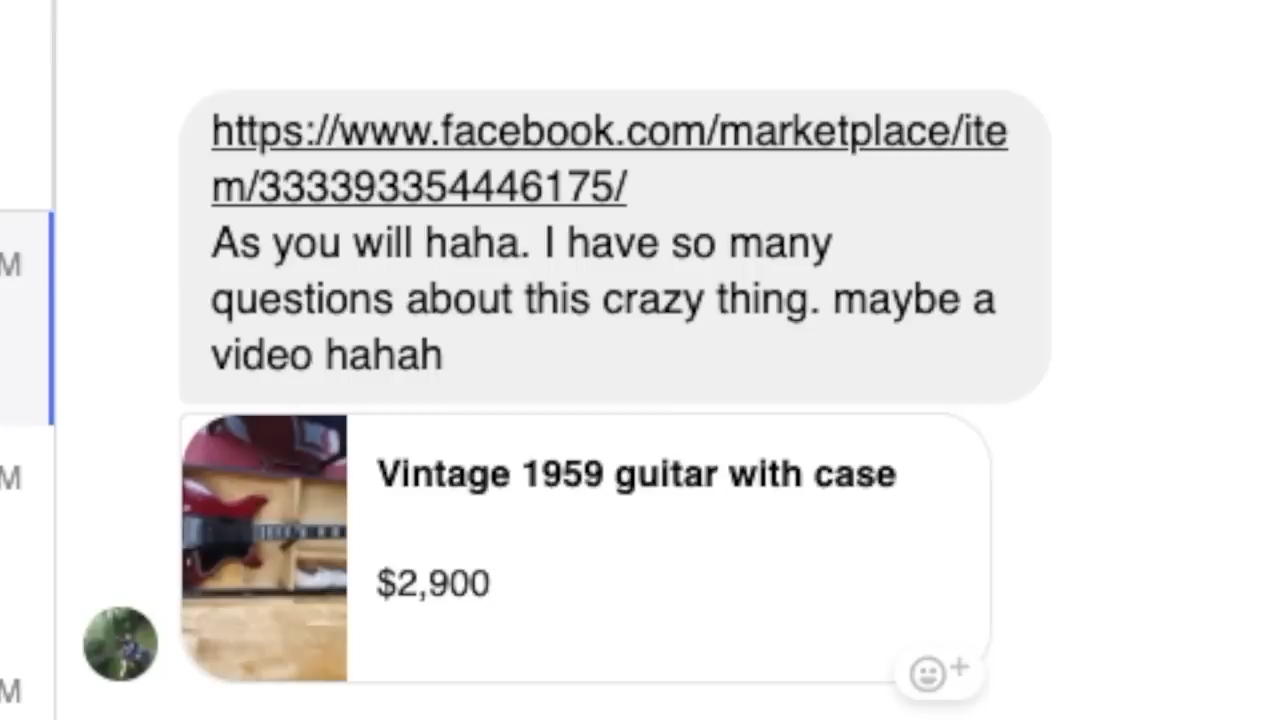 https://www.facebook.com/marketplace/ite
m/333393354446175/
As you will haha. I have so many
questions about this crazy thing. maybe a
video hahah
Vintage 1959 guitar with case
$2,900
M
M
M